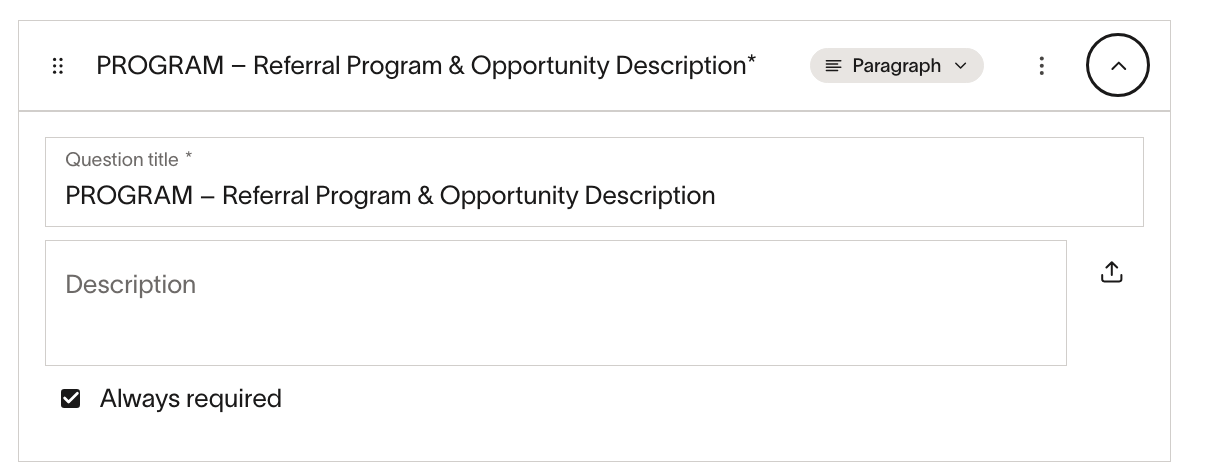 PROGRAM – Referral Program & Opportunity Description*
Paragraph
Question title *
PROGRAM – Referral Program & Opportunity Description
Description
Always required